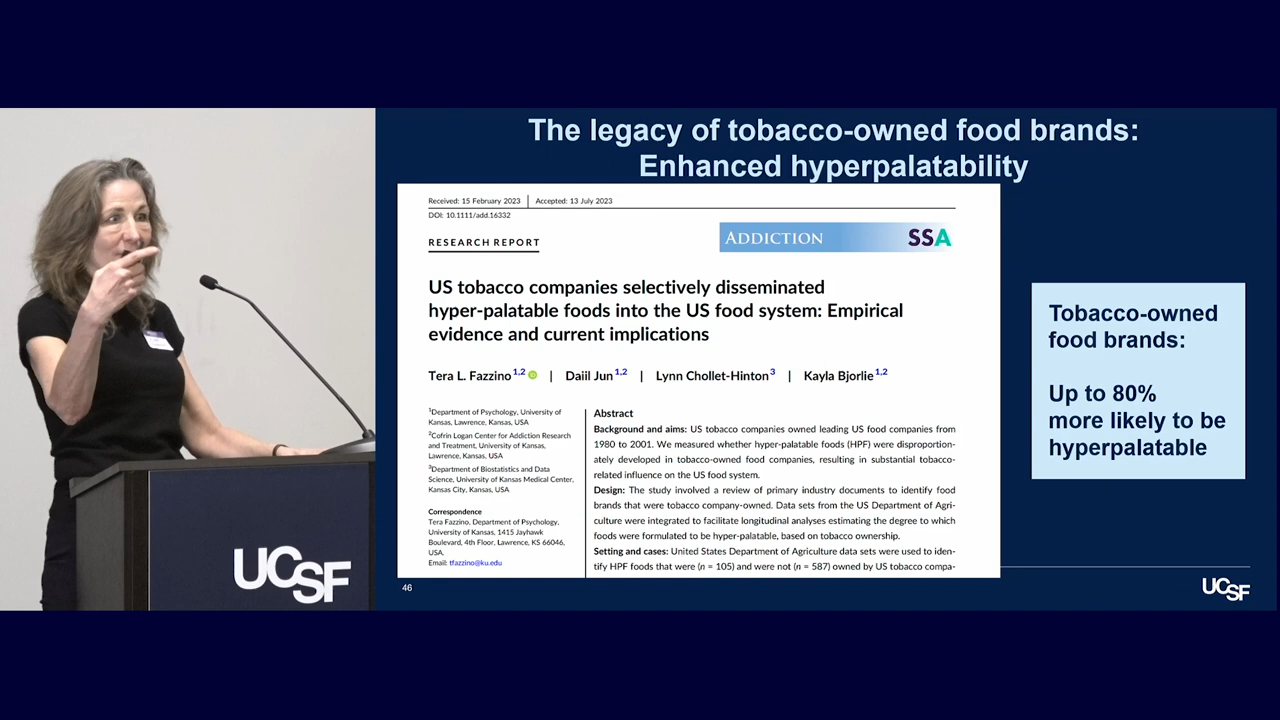 The legacy of tobacco-owned food brands:
Enhanced hyperpalatability
Received: 15 February 2023 | Accepted: 13 July 2023
DOI: 10.1111/add.16332
RESEARCH REPORT
ADDICTION SSA
US tobacco companies selectively disseminated
hyper-palatable foods into the US food system: Empirical
evidence and current implications
Tera L. Fazzino1,2 iD | Daiil Jun1,2 | Lynn Chollet-Hinton3 | Kayla Bjorlie1,2
1Department of Psychology, University of
Kansas, Lawrence, Kansas, USA
2Cofrin Logan Center for Addiction Research
and Treatment, University of Kansas,
Lawrence, Kansas, USA
3Department of Biostatistics and Data
Science, University of Kansas Medical Center,
Kansas City, Kansas, USA
Correspondence
Tera Fazzino, Department of Psychology,
University of Kansas, 1415 Jayhawk
Boulevard, 4th Floor. Lawrence, KS 66046,
USA.
Email: tfazzino@ku.edu
Abstract
Background and aims: US tobacco companies owned leading US food companies from
1980 to 2001. We measured whether hyper-palatable foods (HPF) were disproportion-
ately developed in tobacco-owned food companies, resulting in substantial tobacco-
related influence on the US food system.
Design: The study involved a review of primary industry documents to identify food
brands that were tobacco company-owned. Data sets from the US Department of Agri-
culture were integrated to facilitate longitudinal analyses estimating the degree to which
foods were formulated to be hyper-palatable, based on tobacco ownership.
Setting and cases: United States Department of Agriculture data sets were used to iden-
tify HPF foods that were (n = 105) and were not (n = 587) owned by US tobacco compa-
Tobacco-owned
food brands:
Up to 80%
more likely to be
hyperpalatable
46
UCSF
UCSF